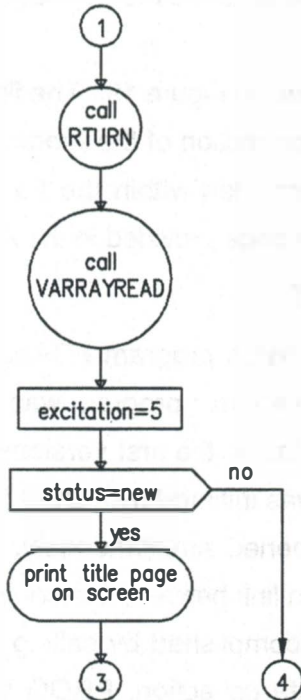 1
call
RTURN
call
VARRAYREAD
excitation=5
status=new
no
yes
print title page
on screen
3
4